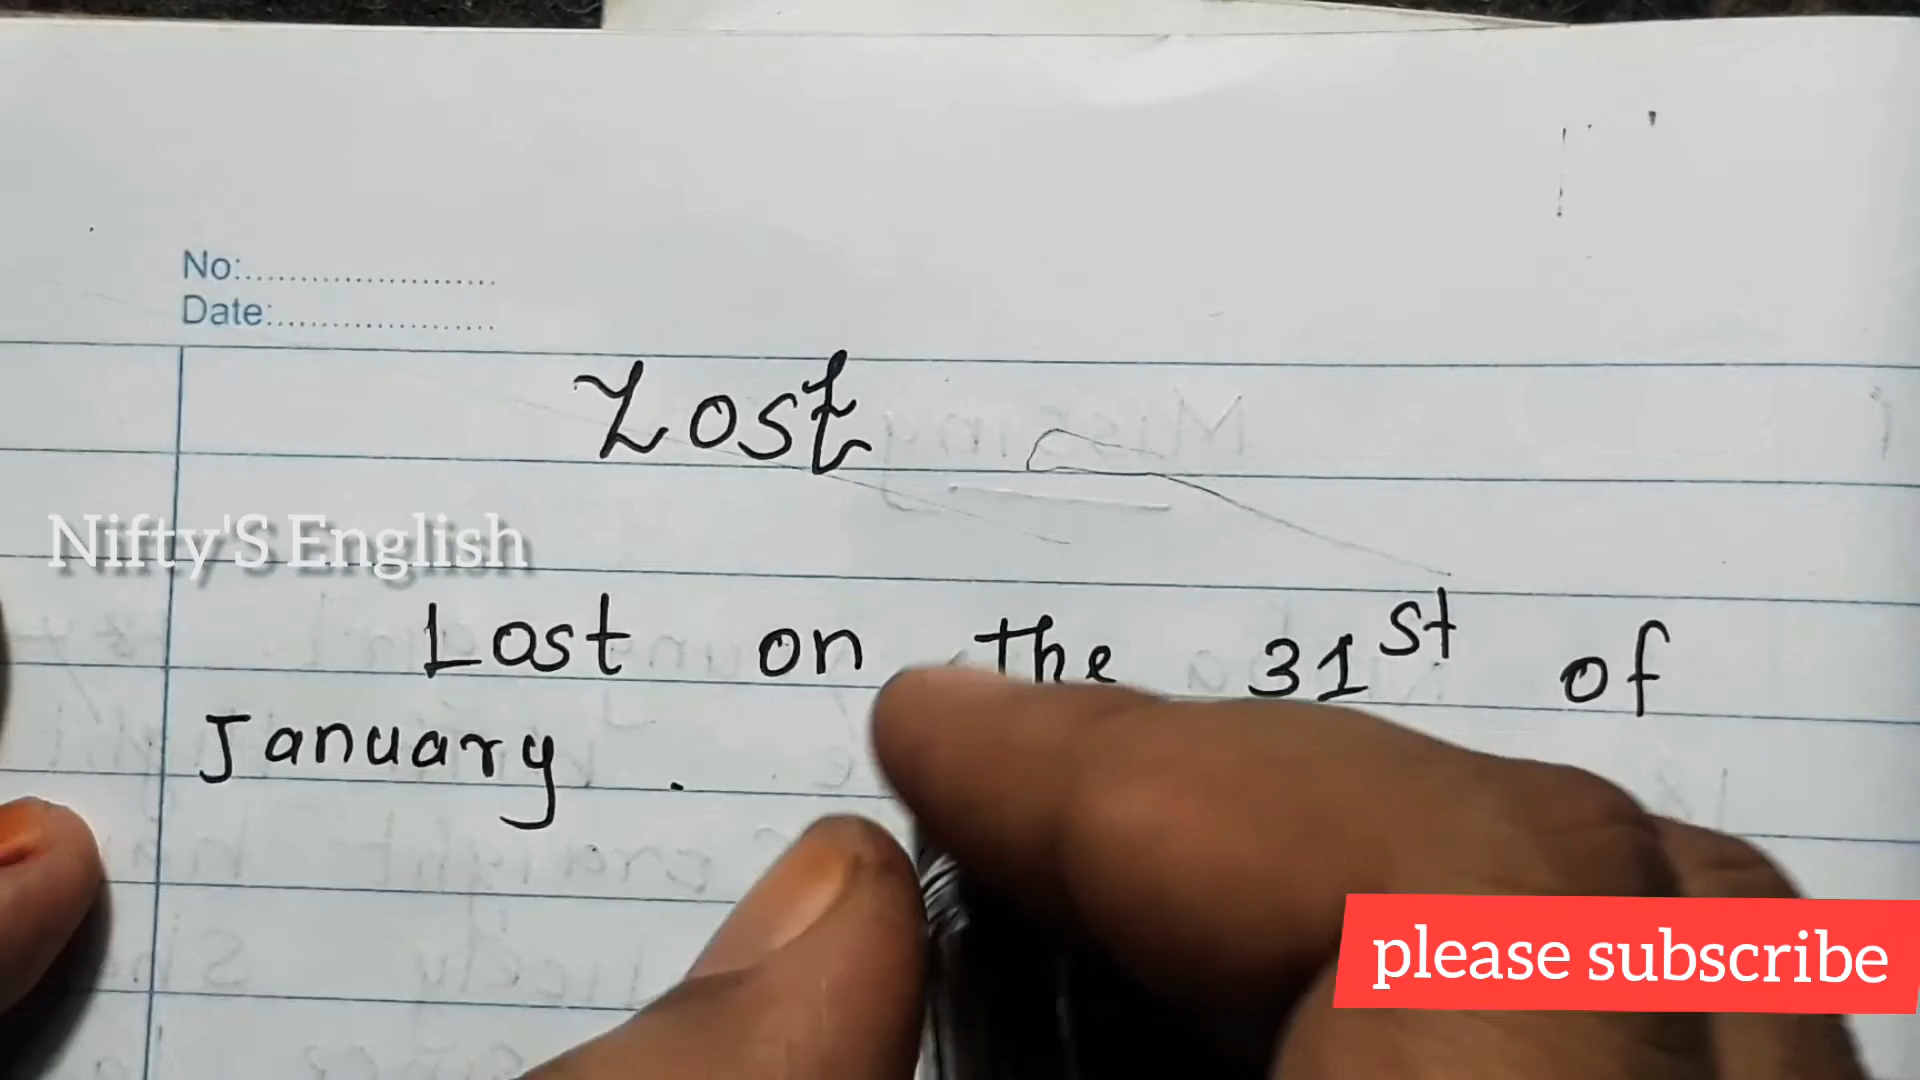 No:
Date:
Lost
Nifty'S English
Lost on the 31st of
January .
please subscribe